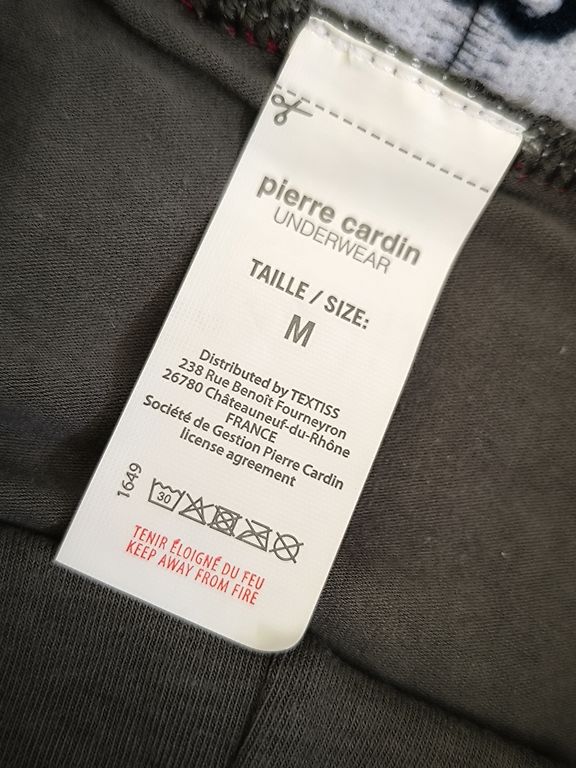 pierre cardin
UNDERWEAR
TAILLE / SIZE:
M
Distributed by TEXTISS
238 Rue Benoît Fourneyron
26780 Châteauneuf-du-Rhône
FRANCE
Société de Gestion Pierre Cardin
license agreement
1649
30
TENIR ÉLOIGNÉ DU FEU
KEEP AWAY FROM FIRE